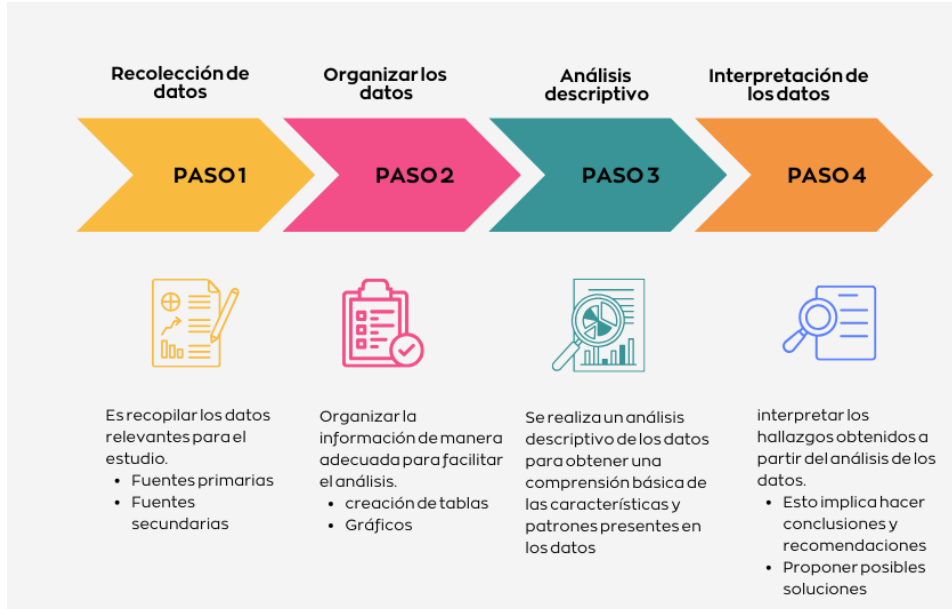 Recolección de
datos
Organizar los
datos
Análisis
descriptivo
Interpretación de
los datos
PASO 1
PASO 2
PASO 3
PASO 4
Es recopilar los datos
relevantes para el
estudio.
• Fuentes primarias
• Fuentes
secundarias
Organizar la
información de manera
adecuada para facilitar
el análisis.
• creación de tablas
• Gráficos
Se realiza un análisis
descriptivo de los datos
para obtener una
comprensión básica de
las características y
patrones presentes en
los datos
interpretar los
hallazgos obtenidos a
partir del análisis de los
datos.
• Esto implica hacer
conclusiones y
recomendaciones
• Proponer posibles
soluciones